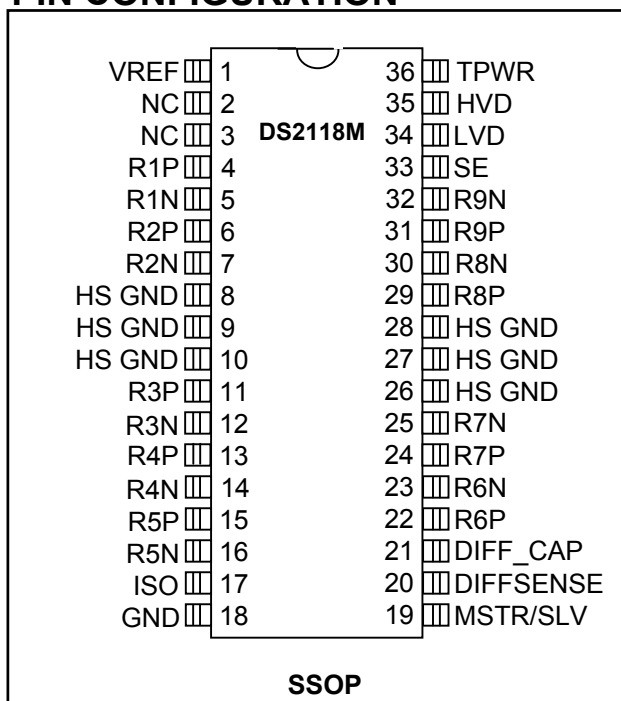 VREF 1 36 TPWR
NC 2 35 HVD
NC 3 DS2118M 34 LVD
R1P 4 33 SE
R1N 5 32 R9N
R2P 6 31 R9P
R2N 7 30 R8N
HS GND 8 29 R8P
HS GND 9 28 HS GND
HS GND 10 27 HS GND
R3P 11 26 HS GND
R3N 12 25 R7N
R4P 13 24 R7P
R4N 14 23 R6N
R5P 15 22 R6P
R5N 16 21 DIFF_CAP
ISO 17 20 DIFFSENSE
GND 18 19 MSTR/SLV
SSOP